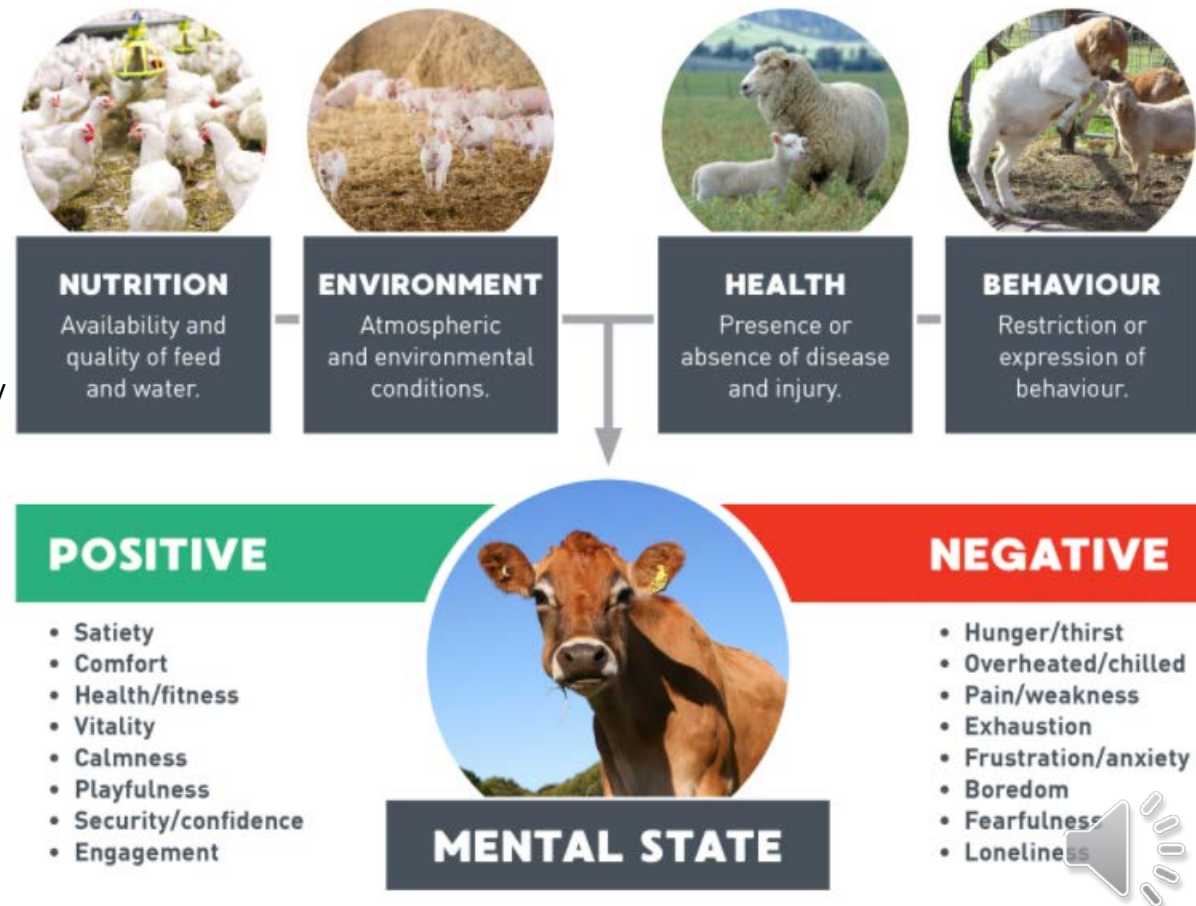 NUTRITION
Availability and
quality of feed
and water.
ENVIRONMENT
Atmospheric
and environmental
conditions.
HEALTH
Presence or
absence of disease
and injury.
BEHAVIOUR
Restriction or
expression of
behaviour.
POSITIVE
• Satiety
• Comfort
• Health/fitness
• Vitality
• Calmness
• Playfulness
• Security/confidence
• Engagement
NEGATIVE
• Hunger/thirst
• Overheated/chilled
• Pain/weakness
• Exhaustion
• Frustration/anxiety
• Boredom
• Fearfulness
• Loneliness
MENTAL STATE